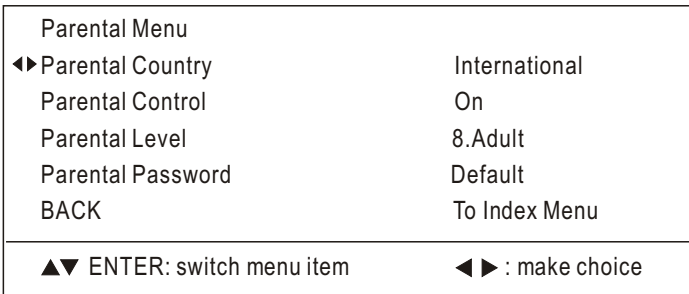 Parental Menu
◀▶Parental Country International
Parental Control On
Parental Level 8.Adult
Parental Password Default
BACK To Index Menu
▲▼ ENTER: switch menu item ◀ ▶ : make choice